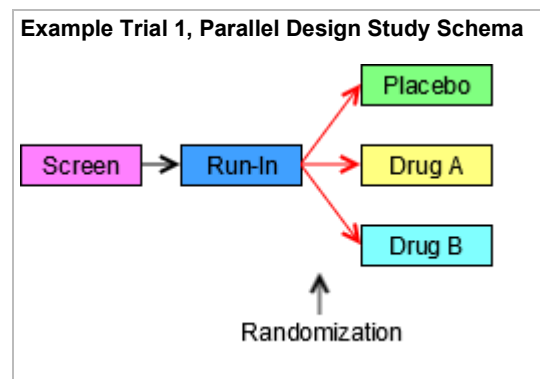 Example Trial 1, Parallel Design Study Schema
Placebo
Screen
Run-In
Drug A
Drug B
Randomization